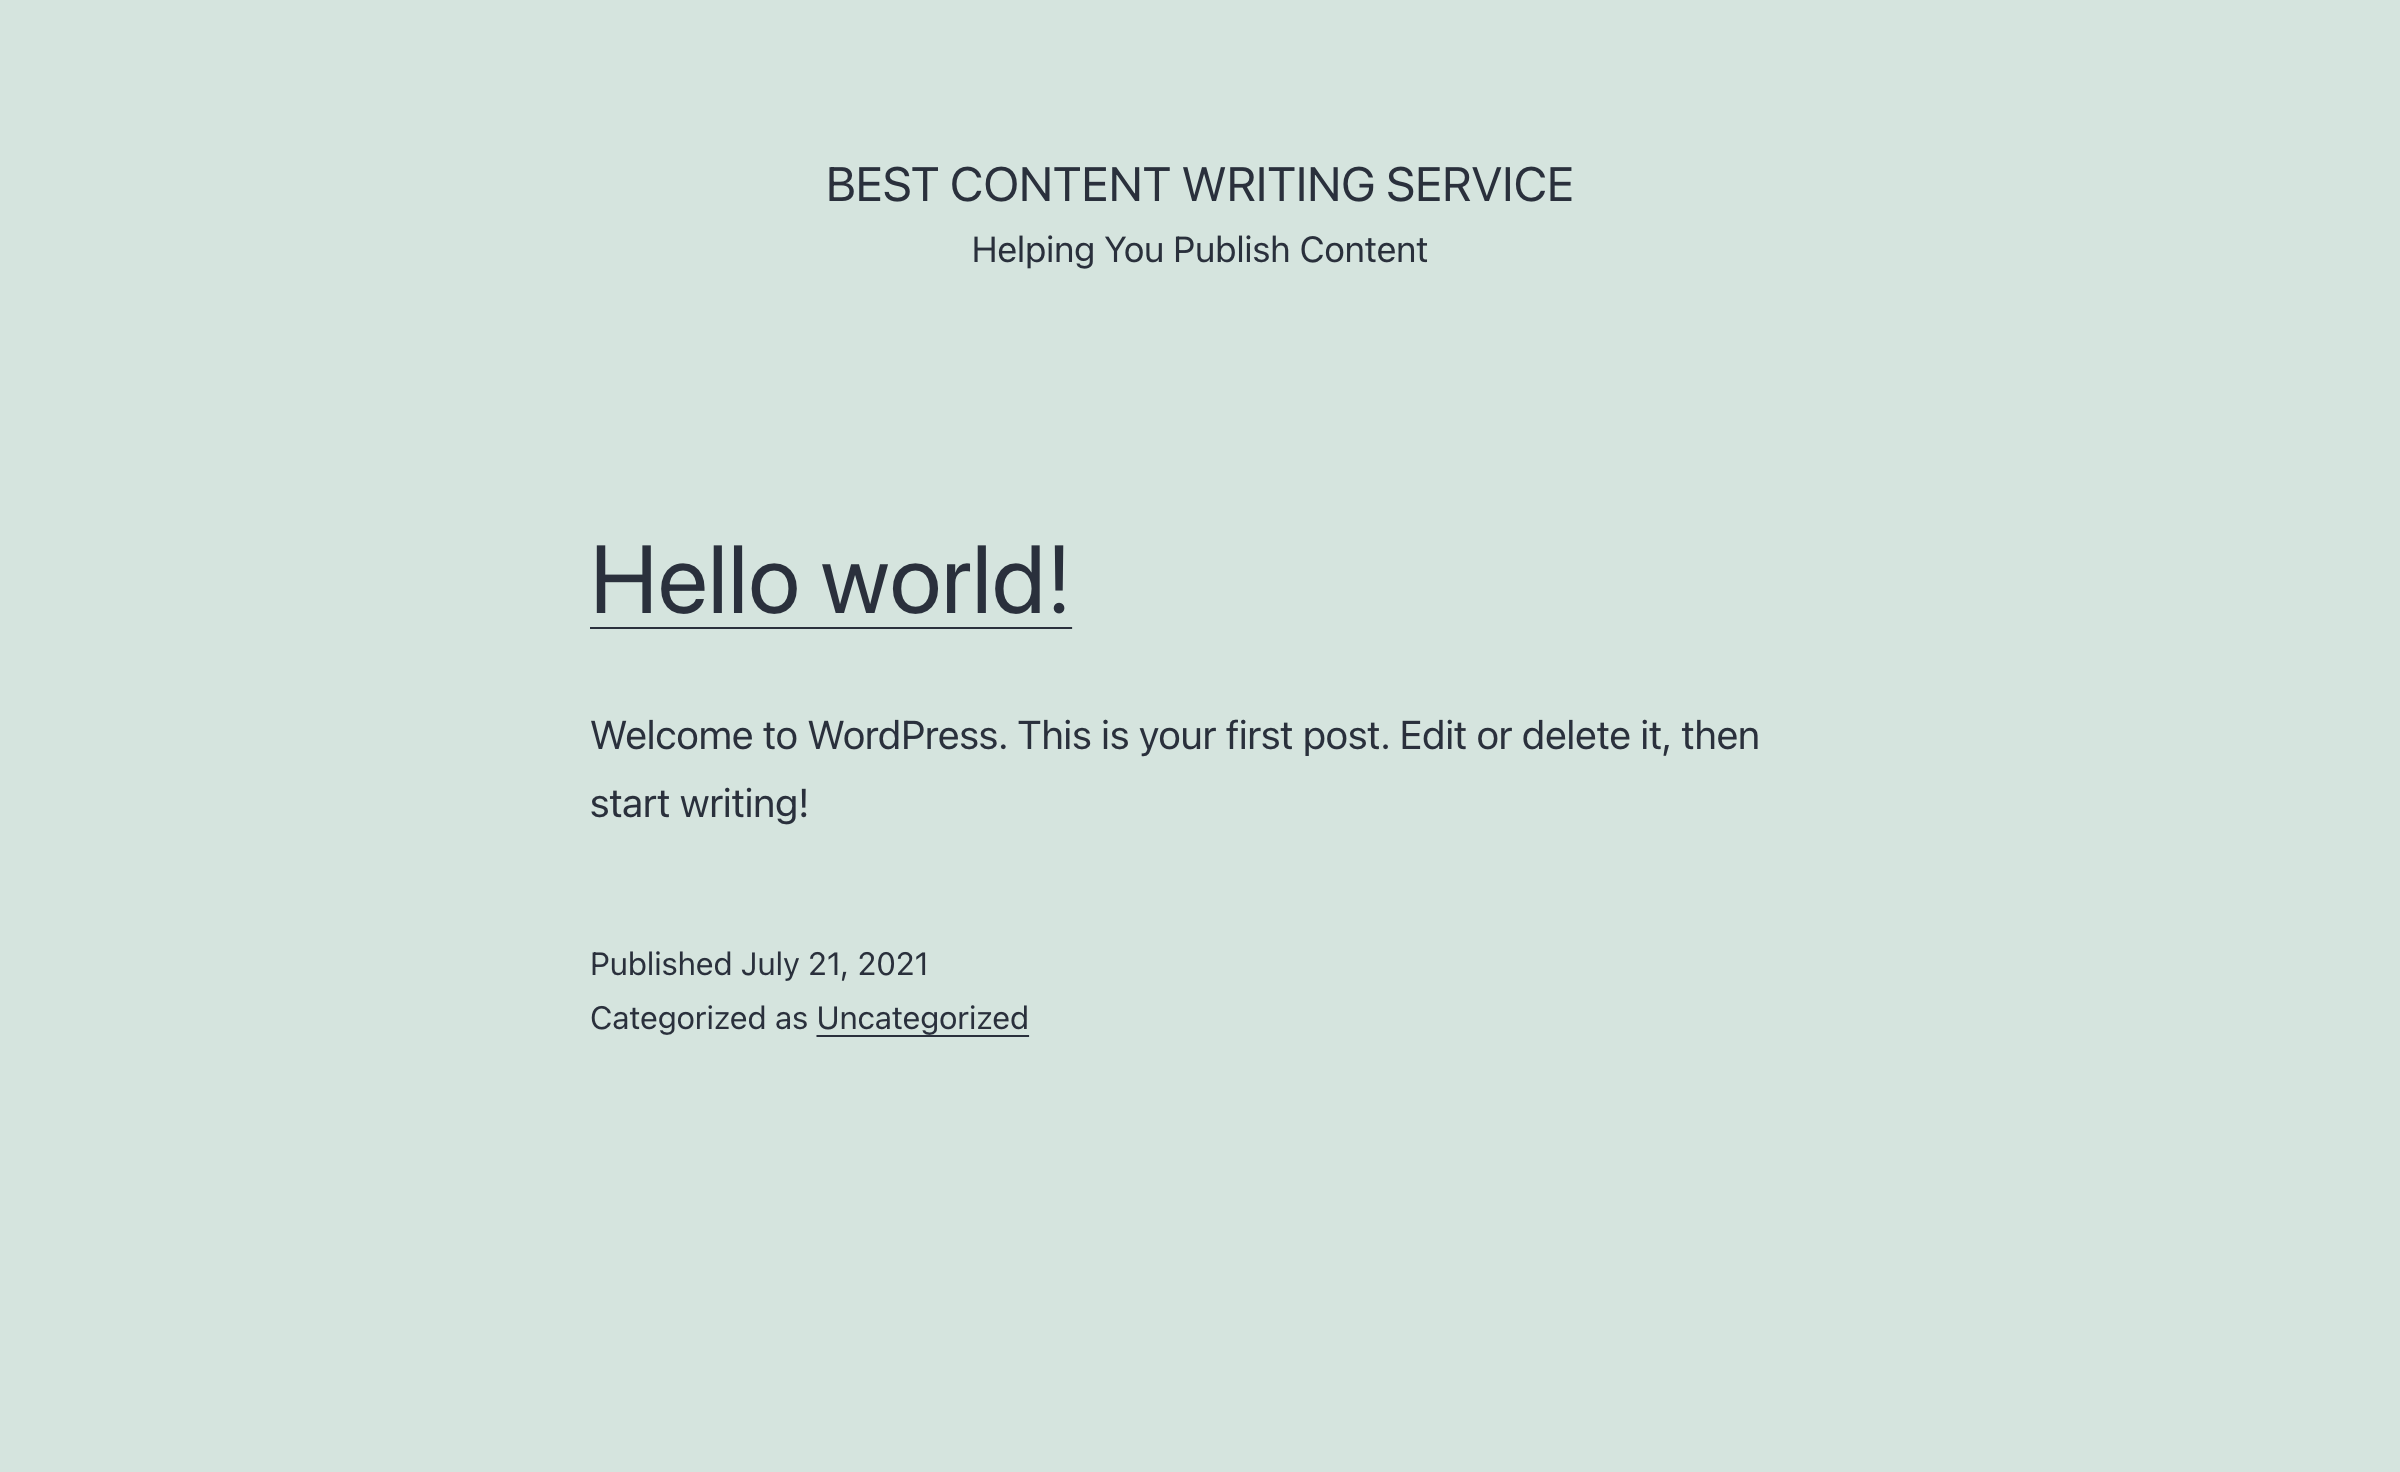 BEST CONTENT WRITING SERVICE
Helping You Publish Content
Hello world!
Welcome to WordPress. This is your first post. Edit or delete it, then
start writing!
Published July 21, 2021
Categorized as Uncategorized